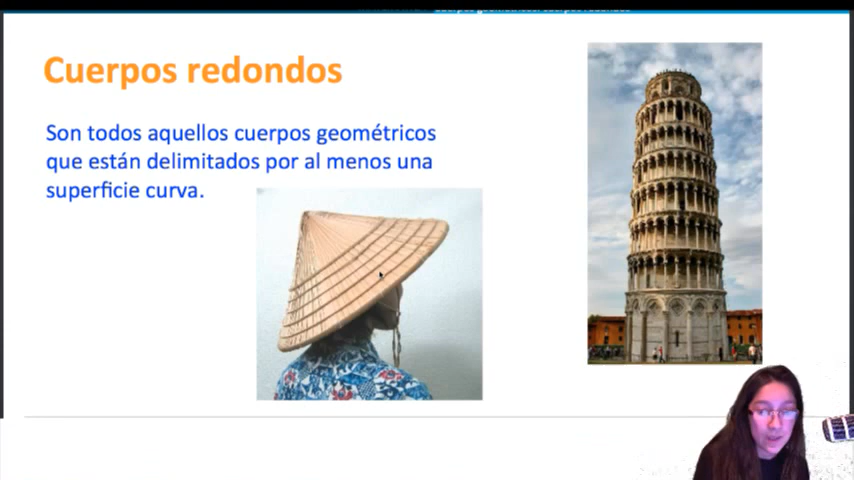 Cuerpos redondos
Son todos aquellos cuerpos geométricos
que están delimitados por al menos una
superficie curva.